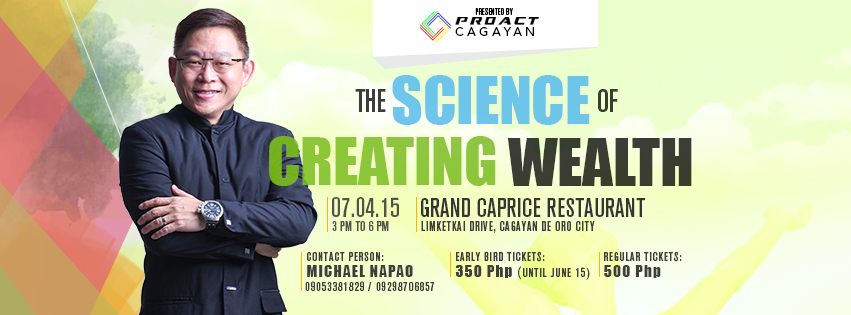 PRESENTED BY
PROACT
CAGAYAN
THE SCIENCE OF
CREATING WEALTH
07.04.15
3 PM TO 6 PM
GRAND CAPRICE RESTAURANT
LIMKETKAI DRIVE, CAGAYAN DE ORO CITY
CONTACT PERSON:
MICHAEL NAPAO
09053381829 / 09298706857
EARLY BIRD TICKETS:
350 Php (UNTIL JUNE 15)
REGULAR TICKETS:
500 Php